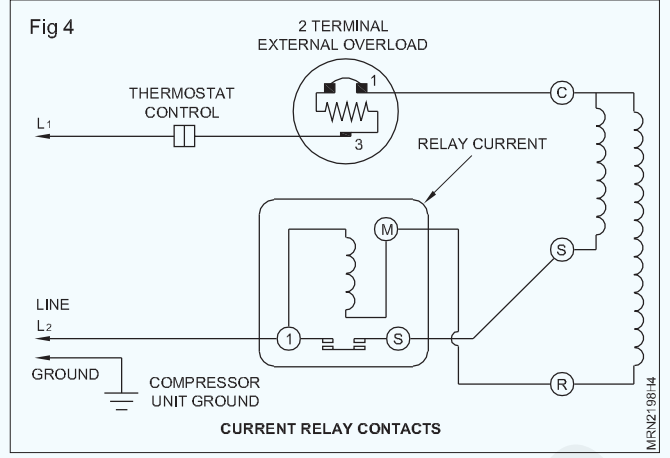 Fig 4
2 TERMINAL
EXTERNAL OVERLOAD
THERMOSTAT
CONTROL
1
C
L1
3
RELAY CURRENT
M
S
LINE
L2
1
S
GROUND
COMPRESSOR
UNIT GROUND
R
CURRENT RELAY CONTACTS
MRN2198H4